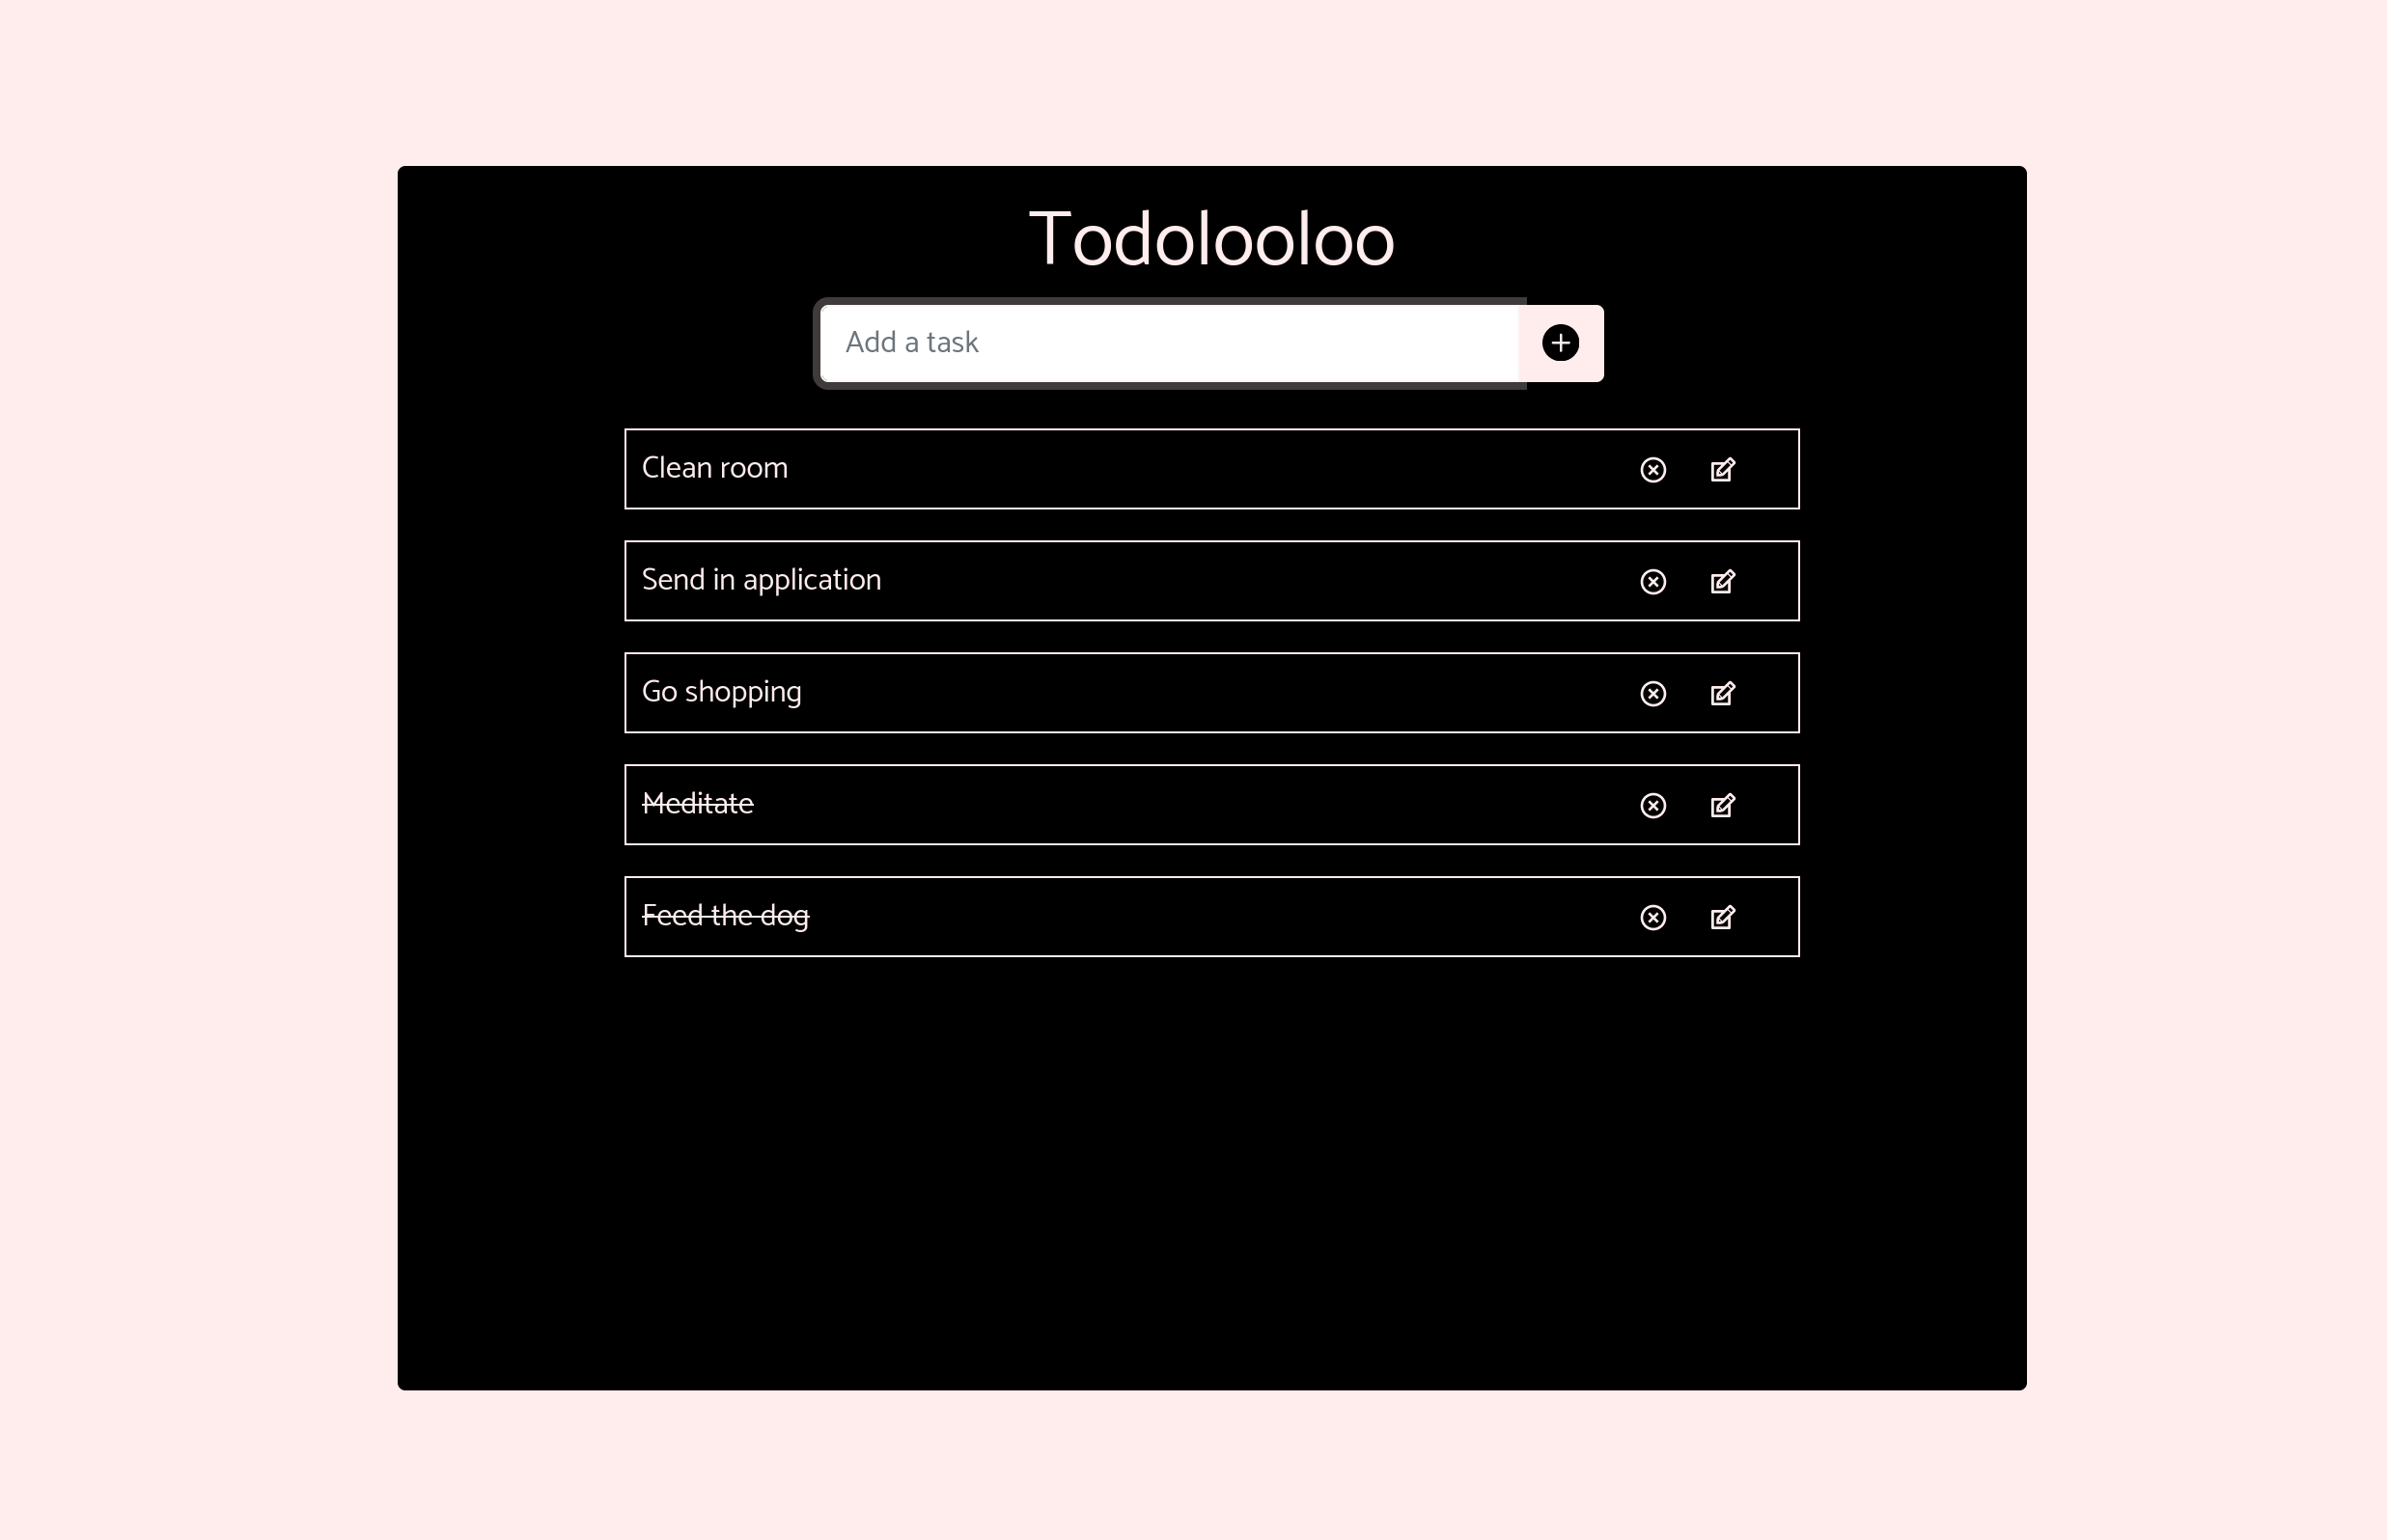 Todolooloo
Add a task
Clean room
Send in application
Go shopping
Meditate
Feed the dog